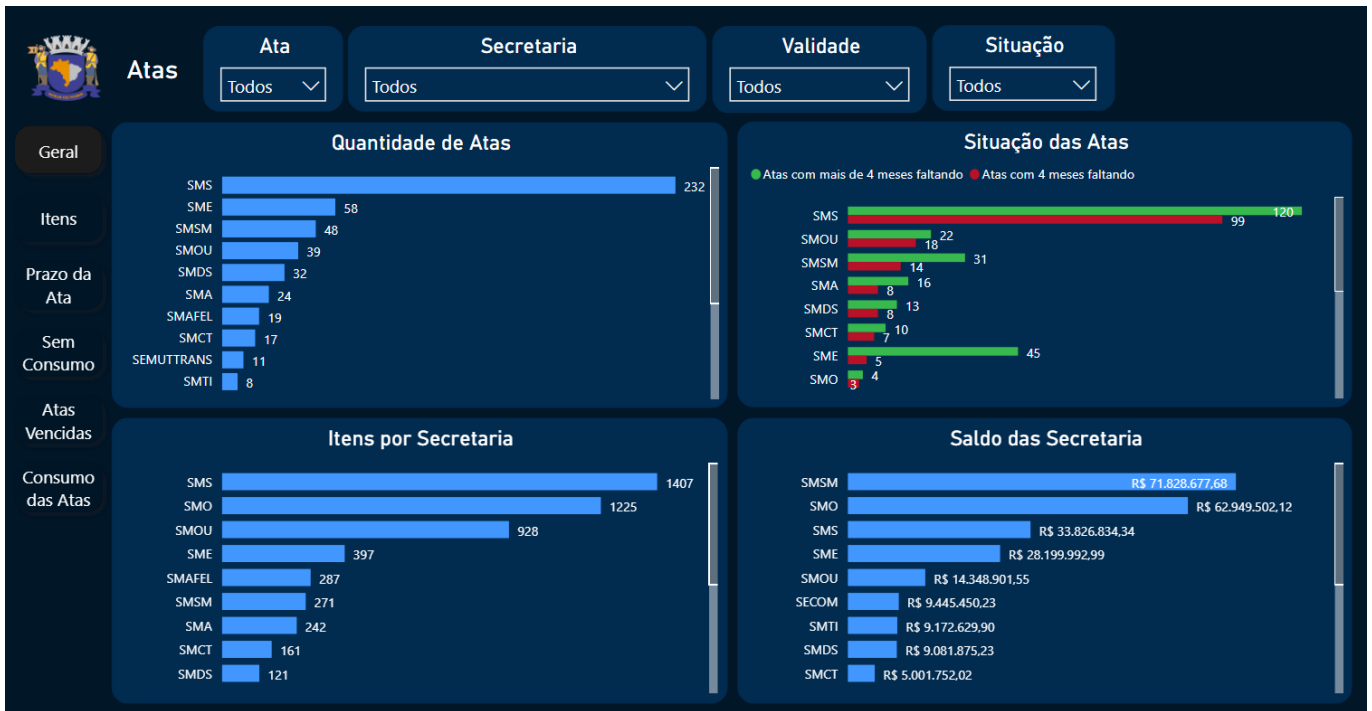 Atas
Ata
Todos
Secretaria
Todos
Validade
Todos
Situação
Todos
Geral
Itens
Prazo da
Ata
Sem
Consumo
Atas
Vencidas
Consumo
das Atas
Quantidade de Atas
SMS 232
SME 58
SMSM 48
SMOU 39
SMDS 32
SMA 24
SMAFEL 19
SMCT 17
SEMUTTRANS 11
SMTI 8
Situação das Atas
Atas com mais de 4 meses faltando Atas com 4 meses faltando
SMS 120 99
SMOU 22 18
SMSM 31 14
SMA 16 8
SMDS 13 8
SMCT 10 7
SME 45 5
SMO 4 3
Itens por Secretaria
SMS 1407
SMO 1225
SMOU 928
SME 397
SMAFEL 287
SMSM 271
SMA 242
SMCT 161
SMDS 121
Saldo das Secretaria
SMSM R$ 71.828.677,68
SMO R$ 62.949.502,12
SMS R$ 33.826.834,34
SME R$ 28.199.992,99
SMOU R$ 14.348.901,55
SECOM R$ 9.445.450,23
SMTI R$ 9.172.629,90
SMDS R$ 9.081.875,23
SMCT R$ 5.001.752,02